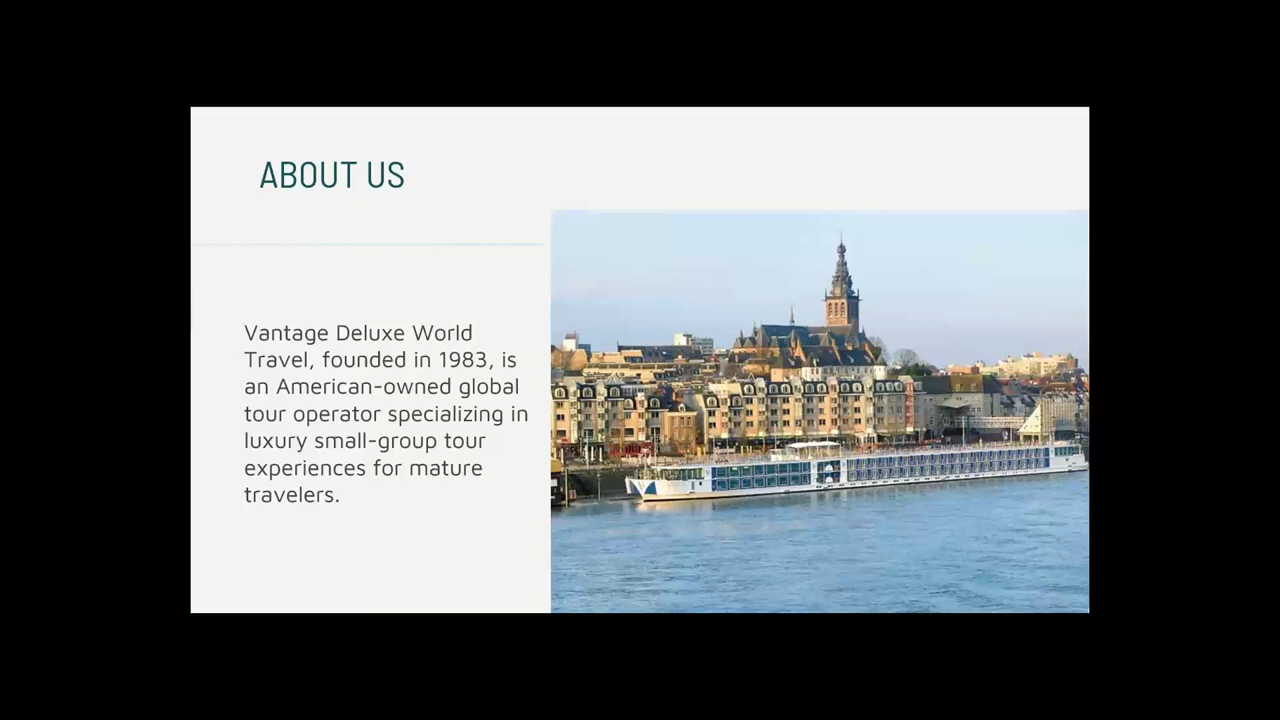 ABOUT US
Vantage Deluxe World
Travel, founded in 1983, is
an American-owned global
tour operator specializing in
luxury small-group tour
experiences for mature
travelers.